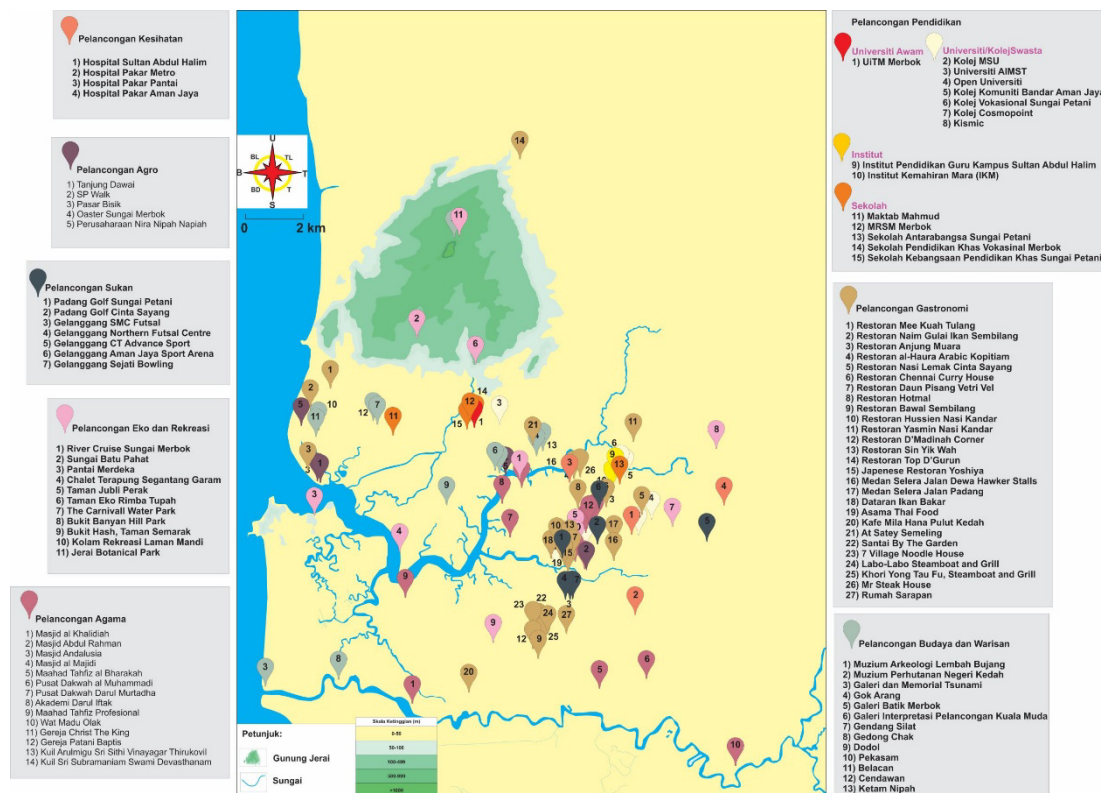 Pelancongan Kesihatan
1) Hospital Sultan Abdul Halim
2) Hospital Pakar Metro
3) Hospital Pakar Pantai
4) Hospital Pakar Aman Jaya
Pelancongan Agro
1) Tanjung Dawai
2) SP Walk
3) Pasar Bisik
4) Oaster Sungai Merbok
5) Perusaharaan Nira Nipah Napiah
Pelancongan Sukan
1) Padang Golf Sungai Petani
2) Padang Golf Cinta Sayang
3) Gelanggang SMC Futsal
4) Gelanggang Northern Futsal Centre
5) Gelanggang CT Advance Sport
6) Gelanggang Aman Jaya Sport Arena
7) Gelanggang Sejati Bowling
Pelancongan Eko dan Rekreasi
1) River Cruise Sungai Merbok
2) Sungai Batu Pahat
3) Pantai Merdeka
4) Chalet Terapung Segantang Garam
5) Taman Jubli Perak
6) Taman Eko Rimba Tupah
7) The Carnivall Water Park
8) Bukit Banyan Hill Park
9) Bukit Hash, Taman Semarak
10) Kolam Rekreasi Laman Mandi
11) Jerai Botanical Park
Pelancongan Agama
1) Masjid al Khalidiah
2) Masjid Abdul Rahman
3) Masjid Andalusia
4) Masjid al Majidi
5) Maahad Tahfiz al Bharakah
6) Pusat Dakwah al Muhammadi
7) Pusat Dakwah Darul Murtadha
8) Akademi Darul Iftak
9) Maahad Tahfiz Profesional
10) Wat Madu Olak
11) Gereja Christ The King
12) Gereja Patani Baptis
13) Kuil Arulmigu Sri Sithi Vinayagar Thirukovil
14) Kuil Sri Subramaniam Swami Devasthanam
U
BL TL
B T
BD T
S
0 2 km
14
11
2
6
1
2
5
10
12
7
14
12
15
1
3
21
13
11
8
Petunjuk:
Gunung Jerai
Sungai
Skala Ketinggian (m)
0-50
50-100
100-500
500-900
>1000
Pelancongan Pendidikan
Universiti Awam
1) UiTM Merbok
Universiti/KolejSwasta
2) Kolej MSU
3) Universiti AIMST
4) Open Universiti
5) Kolej Komuniti Bandar Aman Jaya
6) Kolej Vokasional Sungai Petani
7) Kolej Cosmopoint
8) Kismic
Institut
9) Institut Pendidikan Guru Kampus Sultan Abdul Halim
10) Institut Kemahiran Mara (IKM)
Sekolah
11) Maktab Mahmud
12) MRSM Merbok
13) Sekolah Antarabangsa Sungai Petani
14) Sekolah Pendidikan Khas Vokasinal Merbok
15) Sekolah Kebangsaan Pendidikan Khas Sungai Petani
Pelancongan Gastronomi
1) Restoran Mee Kuah Tulang
2) Restoran Naim Gulai Ikan Sembilang
3) Restoran Anjung Muara
4) Restoran al-Haura Arabic Kopitiam
5) Restoran Nasi Lemak Cinta Sayang
6) Restoran Chennai Curry House
7) Restoran Daun Pisang Vetri Vel
8) Restoran Hotmal
9) Restoran Bawal Sembilang
10) Restoran Hussien Nasi Kandar
11) Restoran Yasmin Nasi Kandar
12) Restoran D'Madinah Corner
13) Restoran Sin Yik Wah
14) Restoran Top D'Gurun
15) Japenese Restoran Yoshiya
16) Medan Selera Jalan Dewa Hawker Stalls
17) Medan Selera Jalan Padang
18) Dataran Ikan Bakar
19) Asama Thai Food
20) Kafe Mila Hana Pulut Kedah
21) At Satey Semeling
22) Santai By The Garden
23) 7 Village Noodle House
24) Labo-Labo Steamboat and Grill
25) Khori Yong Tau Fu, Steamboat and Grill
26) Mr Steak House
27) Rumah Sarapan
Pelancongan Budaya dan Warisan
1) Muzium Arkeologi Lembah Bujang
2) Muzium Perhutanan Negeri Kedah
3) Galeri dan Memorial Tsunami
4) Gok Arang
5) Galeri Batik Merbok
6) Galeri Interpretasi Pelancongan Kuala Muda
7) Gendang Silat
8) Gedong Chak
9) Dodol
10) Pekasam
11) Belacan
12) Cendawan
13) Ketam Nipah